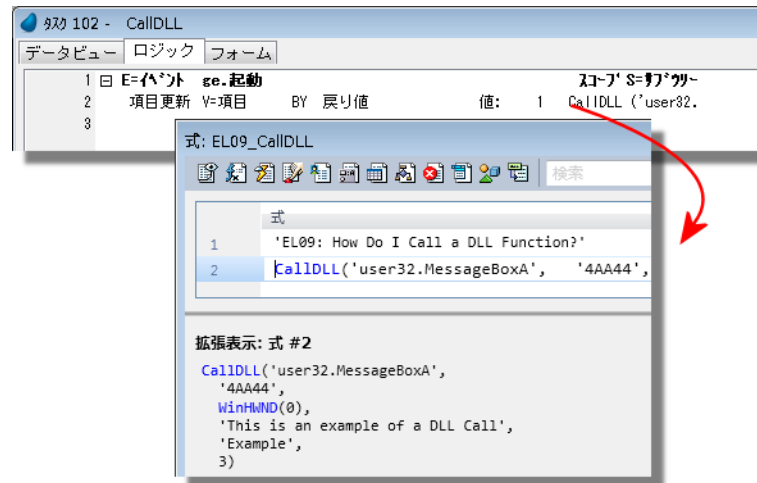 ﾀｽｸ 102 - CallDLL
データビュー ロジック フォーム
1 E=ｲﾍﾞﾝﾄ ge.起動 ｽｺｰﾌﾟ S=ｻﾌﾞﾂﾘｰ
2 項目更新 V=項目 BY 戻り値 値: 1 CallDLL ('user32.
3
式: EL09_CallDLL
検索
式
1 'EL09: How Do I Call a DLL Function?'
2 CallDLL('user32.MessageBoxA', '4AA44',
拡張表示: 式 #2
CallDLL('user32.MessageBoxA',
'4AA44',
WinHWND(0),
'This is an example of a DLL Call',
'Example',
3)